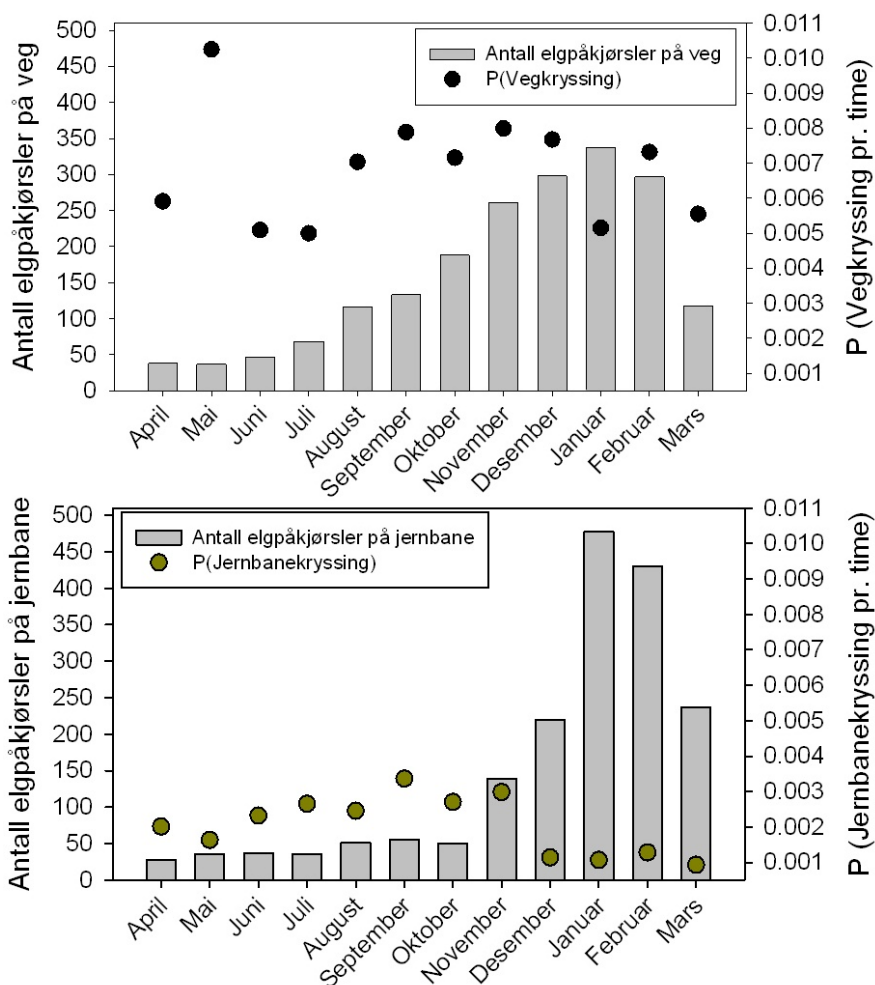 Antall elgpåkjørsler på veg
500
450
400
350
300
250
200
150
100
50
0
Antall elgpåkjørsler på veg
P(Vegkryssing)
0.011
0.010
0.009
0.008
0.007
0.006
0.005
0.004
0.003
0.002
0.001
P (Vegkryssing pr. time)
April
Mai
Juni
Juli
August
September
Oktober
November
Desember
Januar
Februar
Mars
Antall elgpåkjørsler på jernbane
500
450
400
350
300
250
200
150
100
50
0
Antall elgpåkjørsler på jernbane
P(Jernbanekryssing)
0.011
0.010
0.009
0.008
0.007
0.006
0.005
0.004
0.003
0.002
0.001
P (Jernbanekryssing pr. time)
April
Mai
Juni
Juli
August
September
Oktober
November
Desember
Januar
Februar
Mars